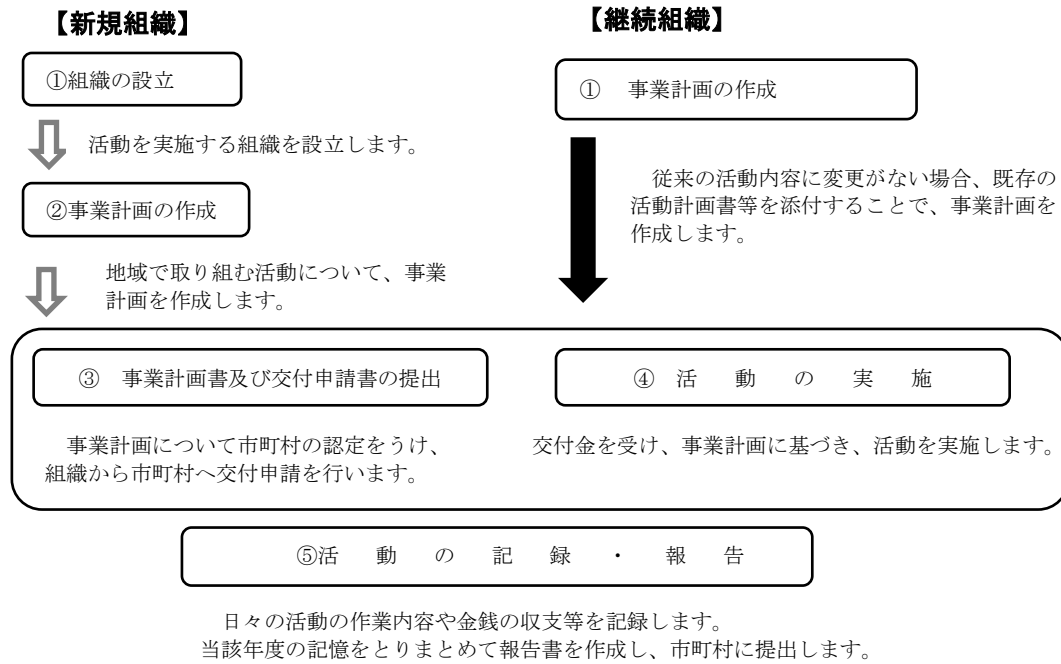 【新規組織】
①組織の設立
活動を実施する組織を設立します。
②事業計画の作成
地域で取り組む活動について、事業
計画を作成します。
【継続組織】
① 事業計画の作成
従来の活動内容に変更がない場合、既存の
活動計画書等を添付することで、事業計画を
作成します。
③ 事業計画書及び交付申請書の提出
事業計画について市町村の認定をうけ、
組織から市町村へ交付申請を行います。
④ 活 動 の 実 施
交付金を受け、事業計画に基づき、活動を実施します。
⑤活 動 の 記 録 ・ 報 告
日々の活動の作業内容や金銭の収支等を記録します。
当該年度の記憶をとりまとめて報告書を作成し、市町村に提出します。